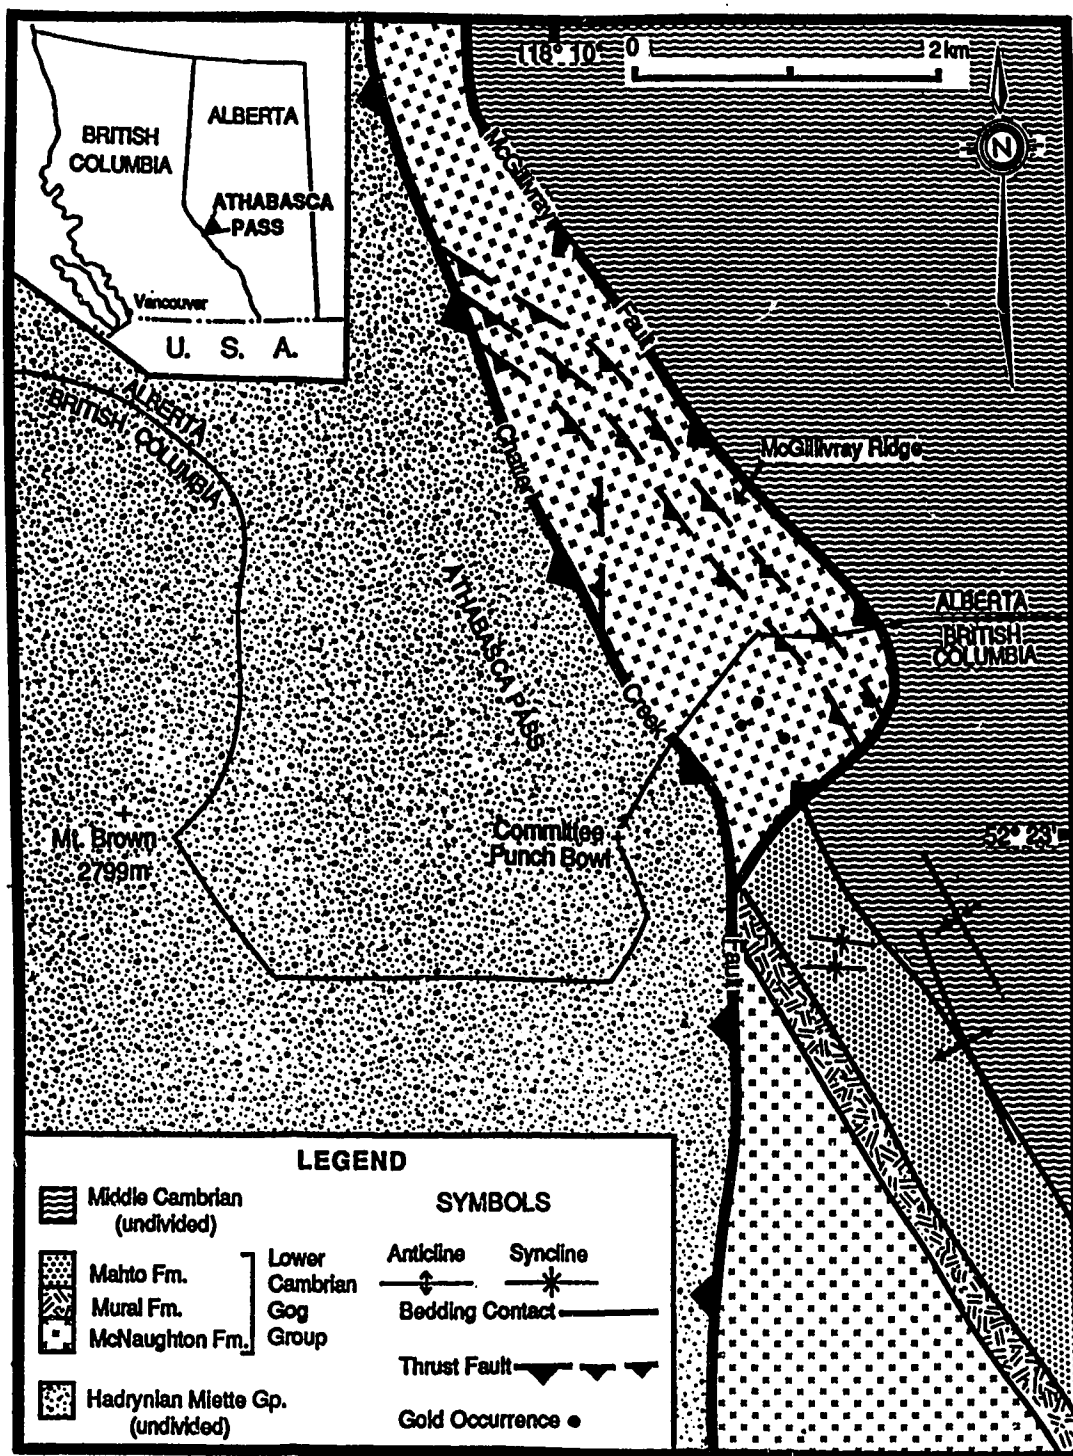 118° 10'
0
2 km
N
BRITISH
COLUMBIA
ALBERTA
ATHABASCA
PASS
Vancouver
U. S. A.
McGillvray Fault
ALBERTA
BRITISH COLUMBIA
McGillivray Ridge
Chatter Creek Fault
ATHABASCA PASS
ALBERTA
BRITISH
COLUMBIA
Mt. Brown
2799m
Committee
Punch Bowl
52° 23'
LEGEND
Middle Cambrian
(undivided)
Mahto Fm.
Mural Fm.
McNaughton Fm.
Lower
Cambrian
Gog
Group
Hadrynian Miette Gp.
(undivided)
SYMBOLS
Anticline
Syncline
Bedding Contact
Thrust Fault
Gold Occurrence